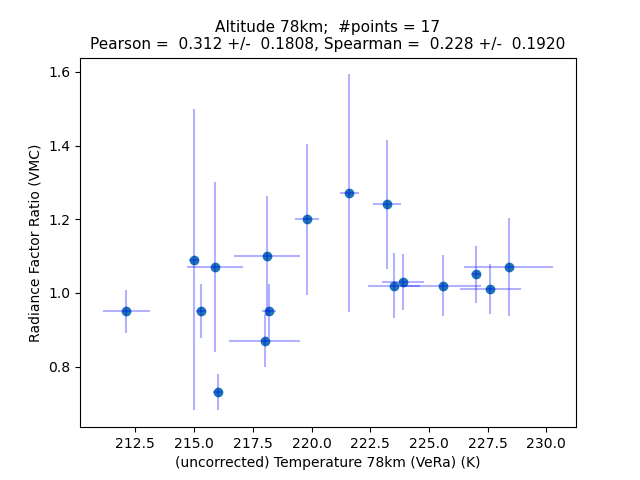 Altitude 78km;  #points = 17
Pearson =  0.312 +/-  0.1808, Spearman =  0.228 +/-  0.1920
1.6
1.4
1.2
1.0
0.8
Radiance Factor Ratio (VMC)
212.5 215.0 217.5 220.0 222.5 225.0 227.5 230.0
(uncorrected) Temperature 78km (VeRa) (K)